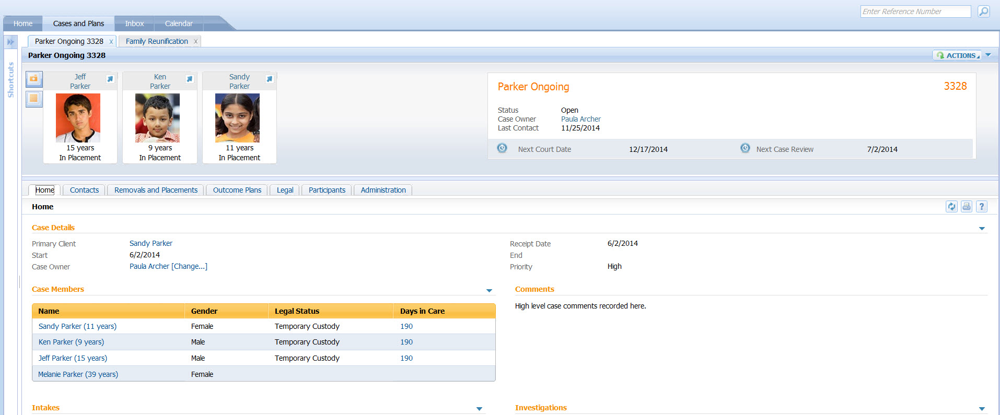 Enter Reference Number
Home Cases and Plans Inbox Calendar
Shortcuts
Parker Ongoing 3328 x Family Reunification x
Parker Ongoing 3328 ACTIONS
Jeff
Parker
15 years
In Placement
Ken
Parker
9 years
In Placement
Sandy
Parker
11 years
In Placement
Parker Ongoing 3328
Status Open
Case Owner Paula Archer
Last Contact 11/25/2014
Next Court Date 12/17/2014 Next Case Review 7/2/2014
Home Contacts Removals and Placements Outcome Plans Legal Participants Administration
Home ?
Case Details
Primary Client Sandy Parker Receipt Date 6/2/2014
Start 6/2/2014 End
Case Owner Paula Archer [Change...] Priority High
Case Members
Name Gender Legal Status Days in Care
Sandy Parker (11 years) Female Temporary Custody 190
Ken Parker (9 years) Male Temporary Custody 190
Jeff Parker (15 years) Male Temporary Custody 190
Melanie Parker (39 years) Female
Comments
High level case comments recorded here.
Intakes Investigations